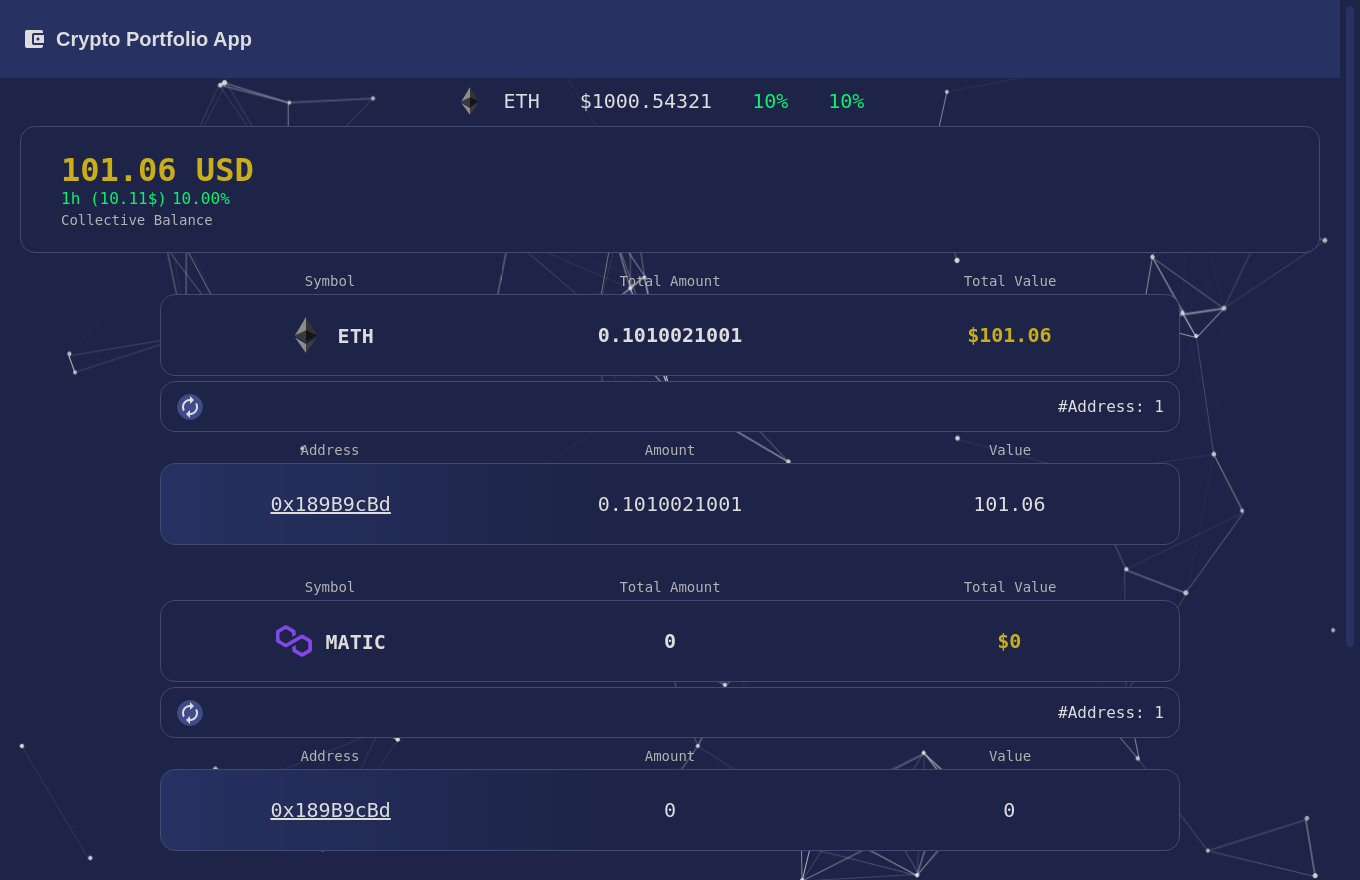 Crypto Portfolio App
ETH $1000.54321 10% 10%
101.06 USD
1h (10.11$) 10.00%
Collective Balance
Symbol Total Amount Total Value
ETH 0.1010021001 $101.06
#Address: 1
Address Amount Value
0x189B9cBd 0.1010021001 101.06
Symbol Total Amount Total Value
MATIC 0 $0
#Address: 1
Address Amount Value
0x189B9cBd 0 0